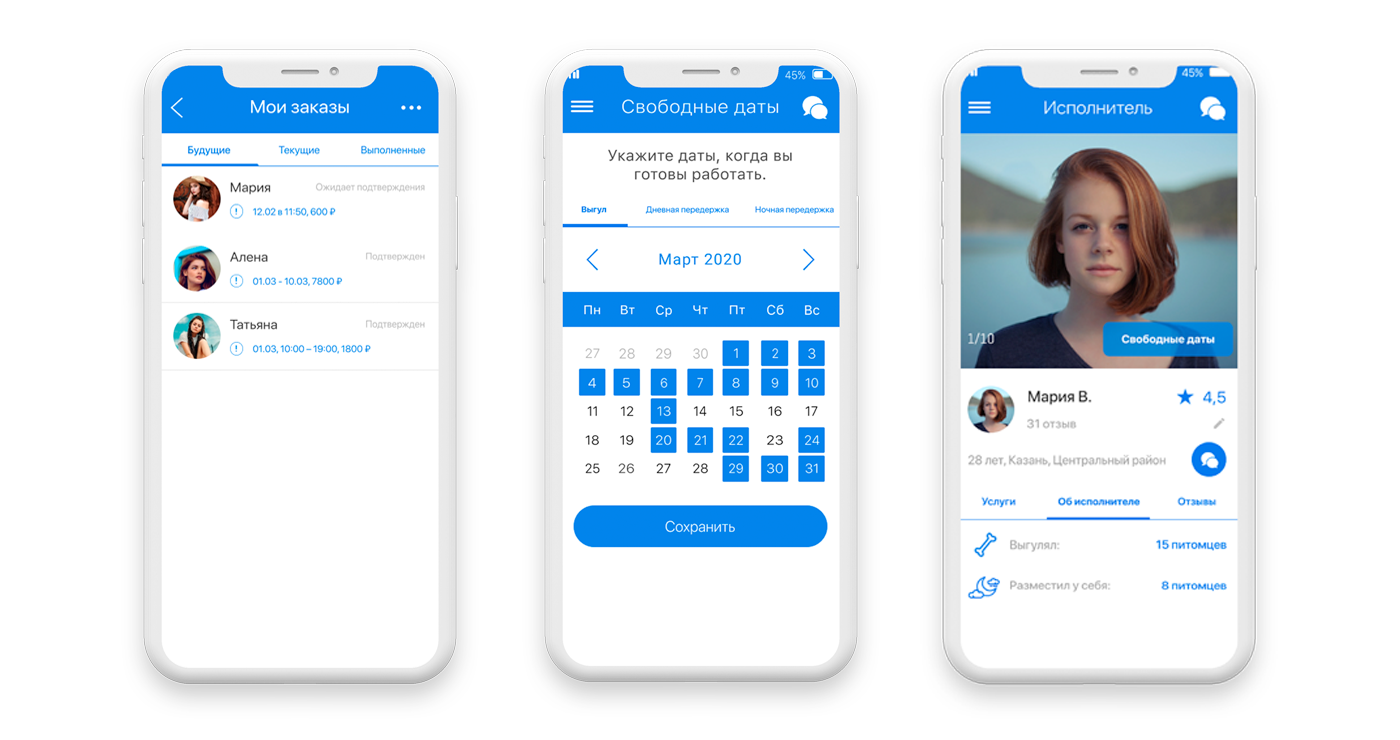 Мои заказы
Будущие Текущие Выполненные
Мария Ожидает подтверждения
12.02 в 11:50, 600 ₽
Алена Подтвержден
01.03 - 10.03, 7800 ₽
Татьяна Подтвержден
01.03, 10:00 – 19:00, 1800 ₽
45%
Свободные даты
Укажите даты, когда вы
готовы работать.
Выгул Дневная передержка Ночная передержка
Март 2020
Пн Вт Ср Чт Пт Сб Вс
27 28 29 30 1 2 3
4 5 6 7 8 9 10
11 12 13 14 15 16 17
18 19 20 21 22 23 24
25 26 27 28 29 30 31
Сохранить
45%
Исполнитель
1/10 Свободные даты
Мария В. 4,5
31 отзыв
28 лет, Казань, Центральный район
Услуги Об исполнителе Отзывы
Выгулял: 15 питомцев
Разместил у себя: 8 питомцев